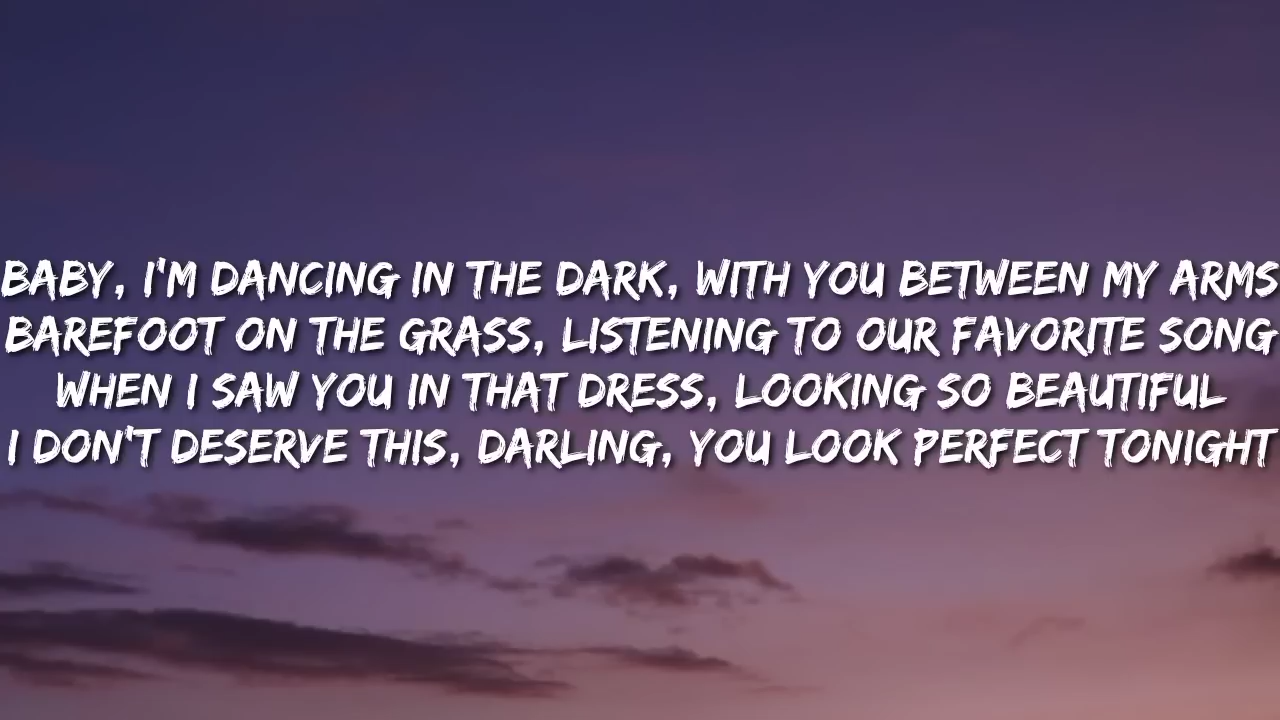 BABY, I'M DANCING IN THE DARK, WITH YOU BETWEEN MY ARMS
BAREFOOT ON THE GRASS, LISTENING TO OUR FAVORITE SONG
WHEN I SAW YOU IN THAT DRESS, LOOKING SO BEAUTIFUL
I DON'T DESERVE THIS, DARLING, YOU LOOK PERFECT TONIGHT